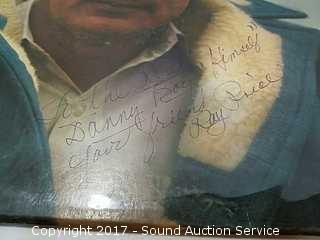 To the
Danny Boy "Himself"
Your friend
Ray Price
Copyright 2017 - Sound Auction Service